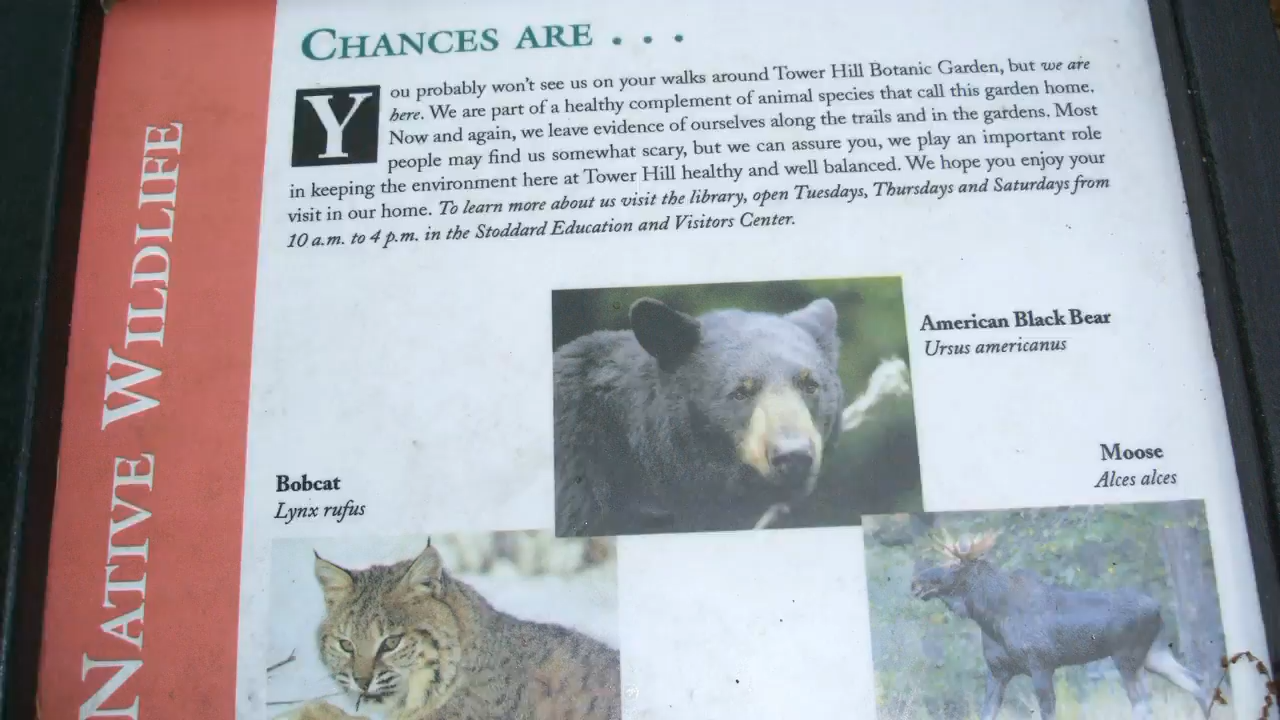 NATIVE WILDLIFE
CHANCES ARE . . .
You probably won't see us on your walks around Tower Hill Botanic Garden, but we are
here. We are part of a healthy complement of animal species that call this garden home.
Now and again, we leave evidence of ourselves along the trails and in the gardens. Most
people may find us somewhat scary, but we can assure you, we play an important role
in keeping the environment here at Tower Hill healthy and well balanced. We hope you enjoy your
visit in our home. To learn more about us visit the library, open Tuesdays, Thursdays and Saturdays from
10 a.m. to 4 p.m. in the Stoddard Education and Visitors Center.
American Black Bear
Ursus americanus
Moose
Alces alces
Bobcat
Lynx rufus